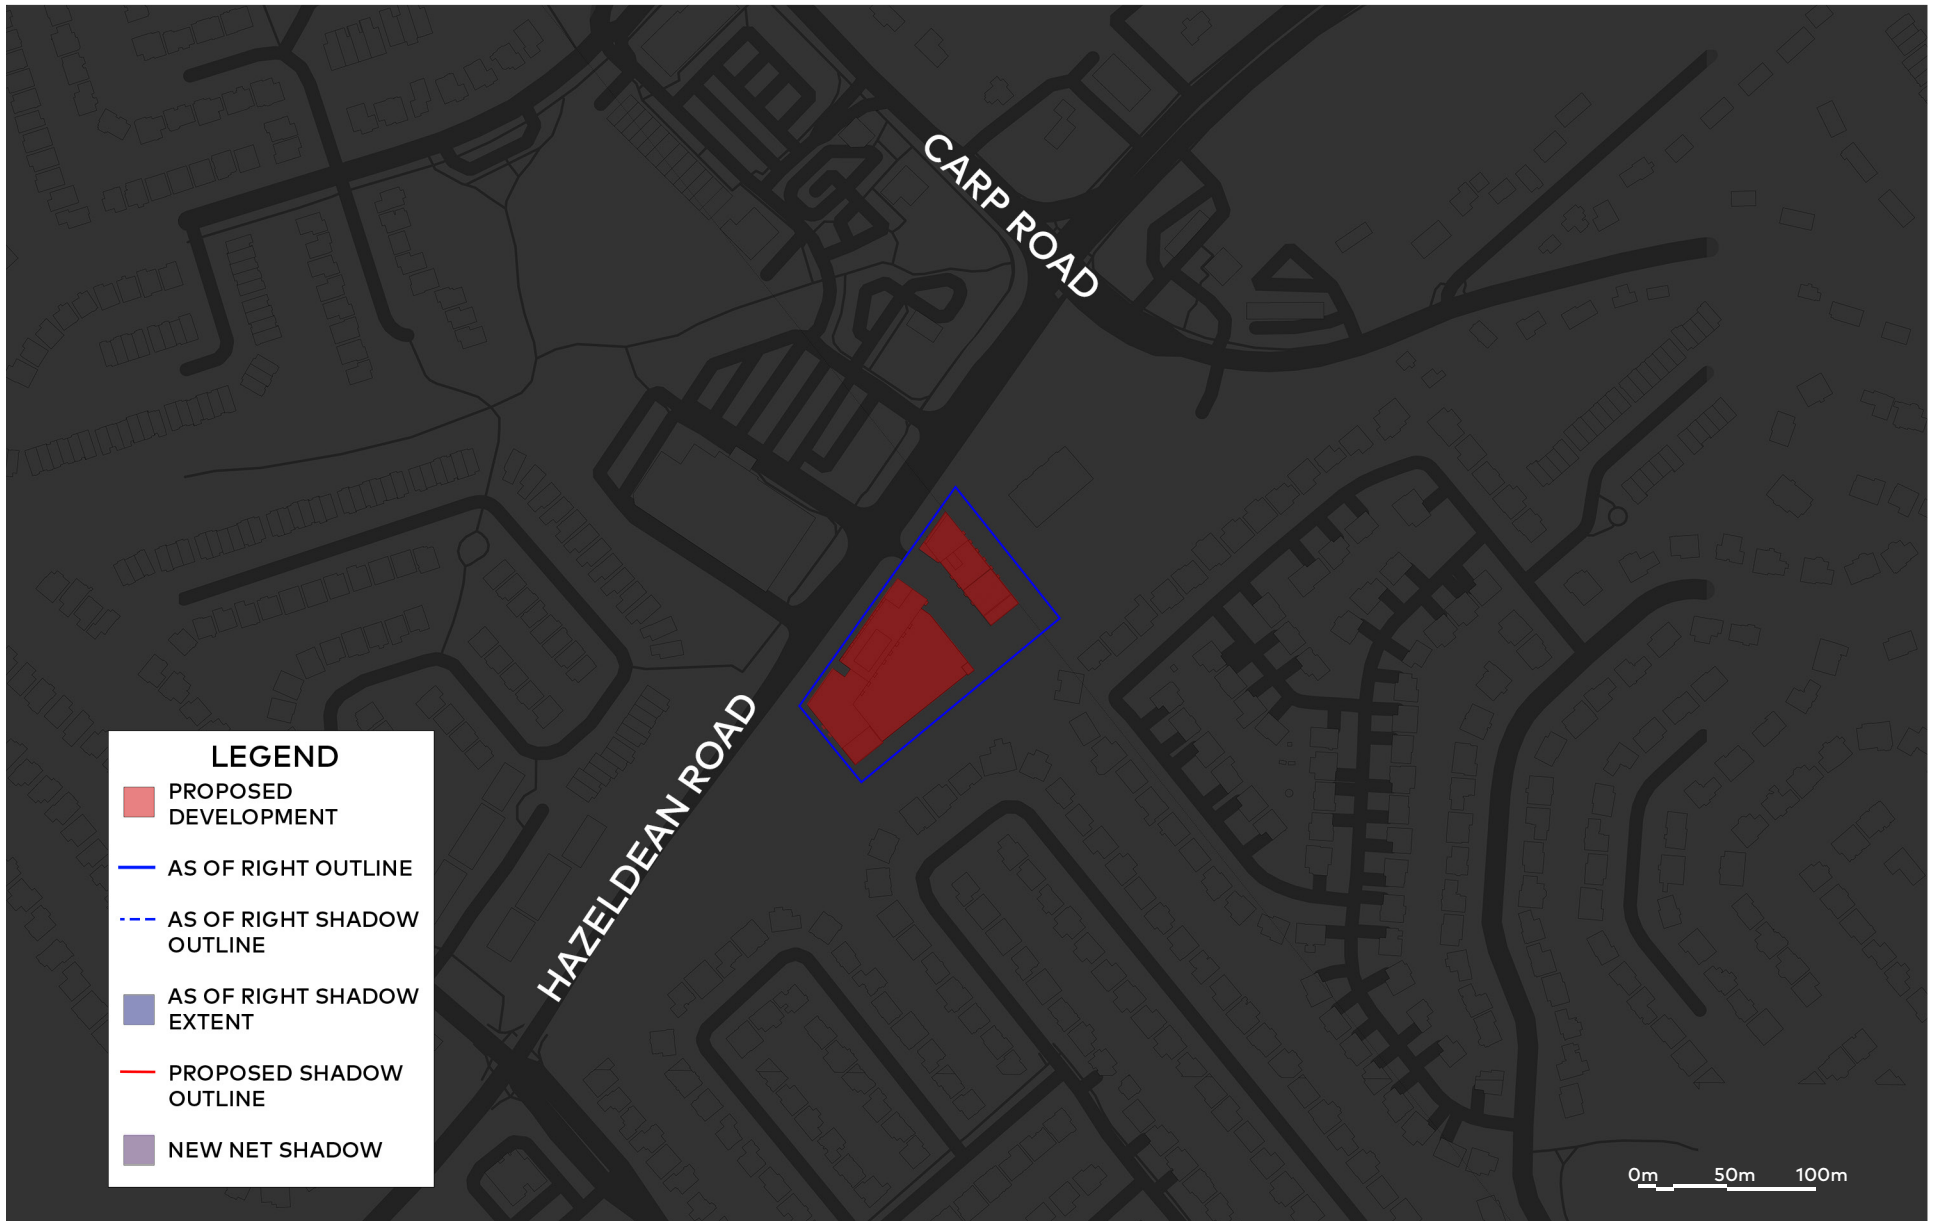 CARP ROAD
HAZELDEAN ROAD
LEGEND
PROPOSED
DEVELOPMENT
AS OF RIGHT OUTLINE
AS OF RIGHT SHADOW
OUTLINE
AS OF RIGHT SHADOW
EXTENT
PROPOSED SHADOW
OUTLINE
NEW NET SHADOW
0m 50m 100m